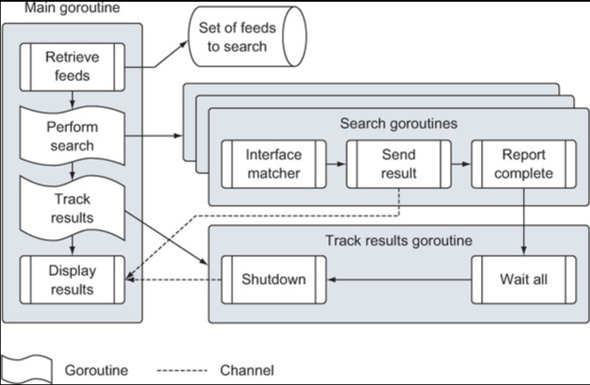 Main goroutine
Retrieve
feeds
Set of feeds
to search
Perform
search
Track
results
Display
results
Search goroutines
Interface
matcher
Send
result
Report
complete
Track results goroutine
Shutdown
Wait all
Goroutine
Channel